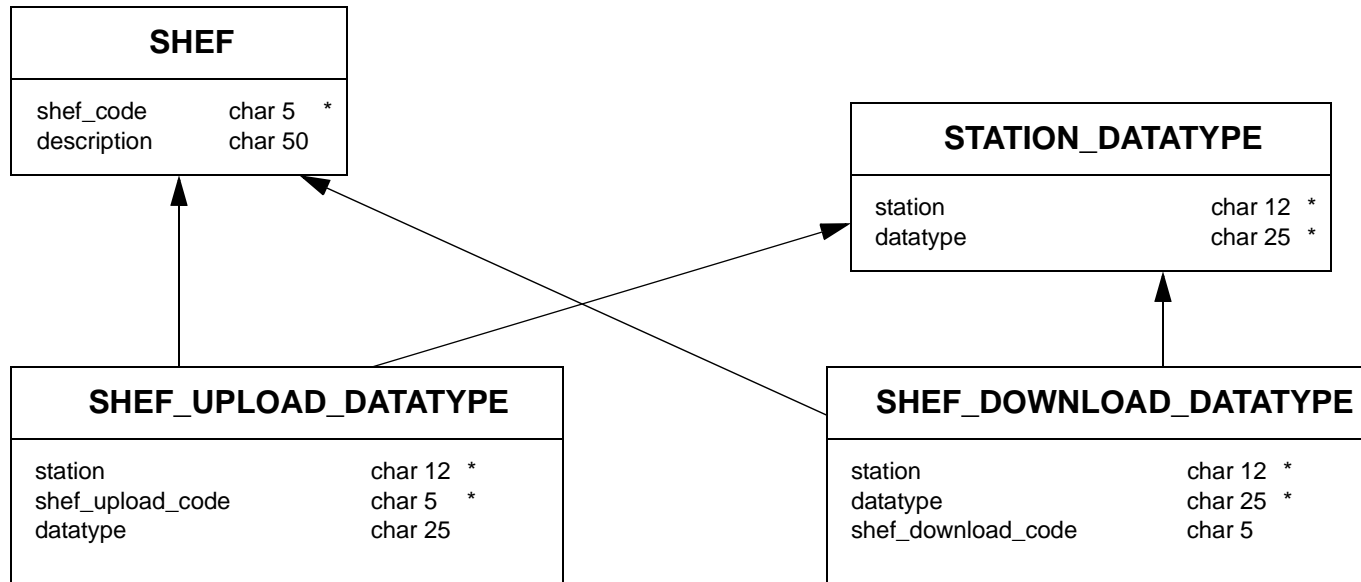 SHEF
shef_code char 5 *
description char 50
STATION_DATATYPE
station char 12 *
datatype char 25 *
SHEF_UPLOAD_DATATYPE
station char 12 *
shef_upload_code char 5 *
datatype char 25
SHEF_DOWNLOAD_DATATYPE
station char 12 *
datatype char 25 *
shef_download_code char 5